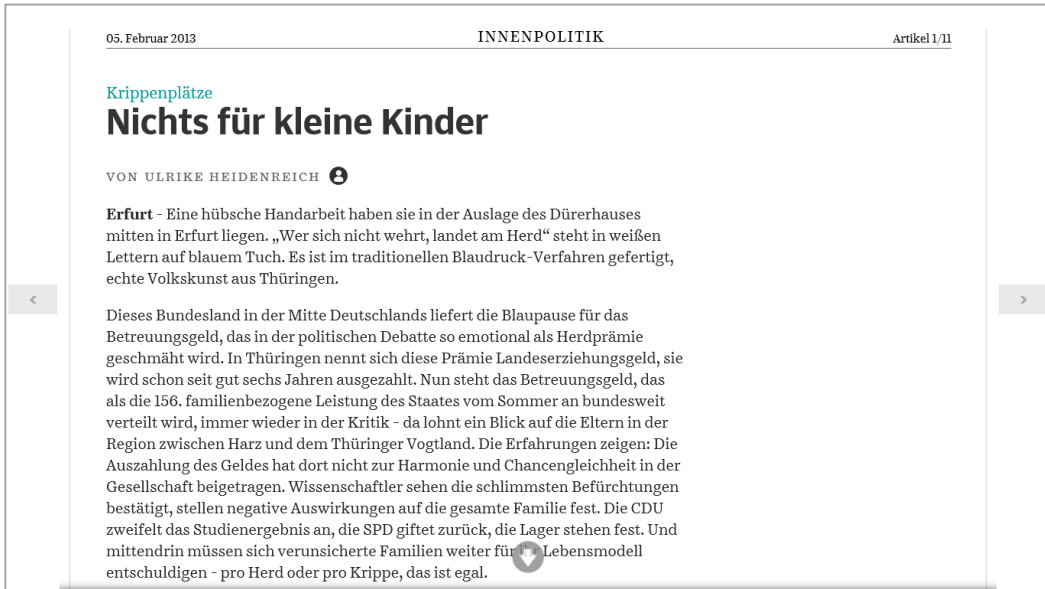 05. Februar 2013
INNENPOLITIK
Artikel 1/11
Krippenplätze
Nichts für kleine Kinder
VON ULRIKE HEIDENREICH
Erfurt - Eine hübsche Handarbeit haben sie in der Auslage des Dürerhauses
mitten in Erfurt liegen. „Wer sich nicht wehrt, landet am Herd“ steht in weißen
Lettern auf blauem Tuch. Es ist im traditionellen Blaudruck-Verfahren gefertigt,
echte Volkskunst aus Thüringen.
Dieses Bundesland in der Mitte Deutschlands liefert die Blaupause für das
Betreuungsgeld, das in der politischen Debatte so emotional als Herdprämie
geschmäht wird. In Thüringen nennt sich diese Prämie Landeserziehungsgeld, sie
wird schon seit gut sechs Jahren ausgezahlt. Nun steht das Betreuungsgeld, das
als die 156. familienbezogene Leistung des Staates vom Sommer an bundesweit
verteilt wird, immer wieder in der Kritik - da lohnt ein Blick auf die Eltern in der
Region zwischen Harz und dem Thüringer Vogtland. Die Erfahrungen zeigen: Die
Auszahlung des Geldes hat dort nicht zur Harmonie und Chancengleichheit in der
Gesellschaft beigetragen. Wissenschaftler sehen die schlimmsten Befürchtungen
bestätigt, stellen negative Auswirkungen auf die gesamte Familie fest. Die CDU
zweifelt das Studienergebnis an, die SPD giftet zurück, die Lager stehen fest. Und
mittendrin müssen sich verunsicherte Familien weiter für Lebensmodell
entschuldigen - pro Herd oder pro Krippe, das ist egal.